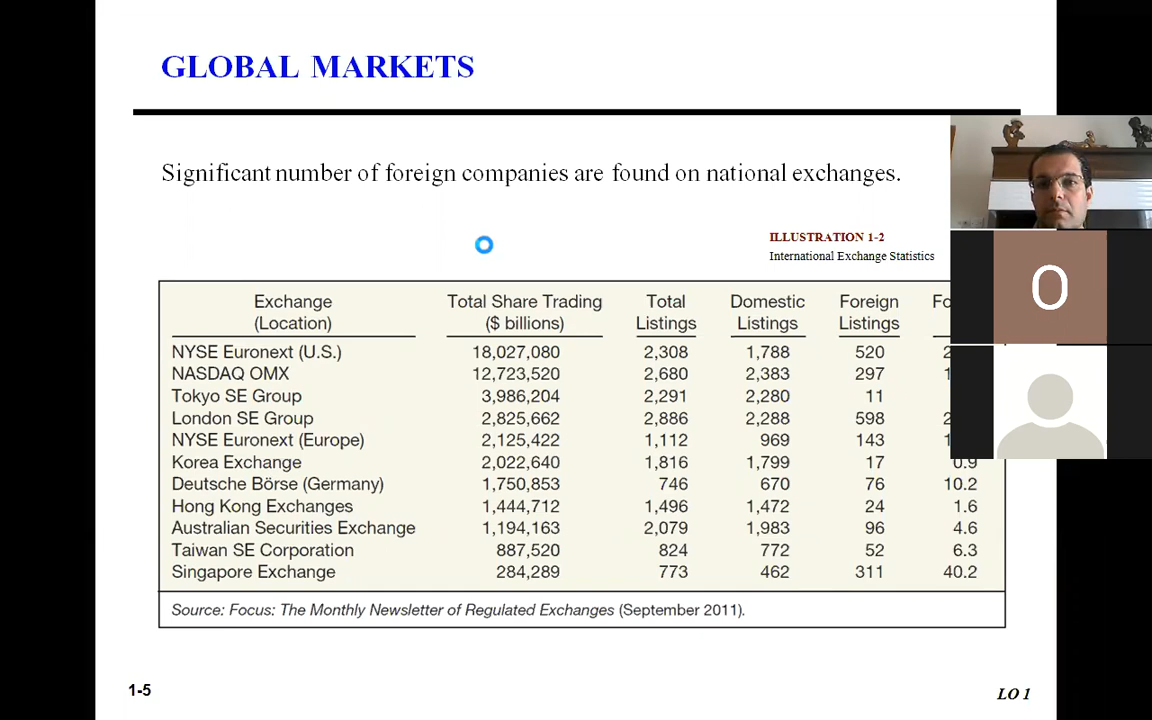 GLOBAL MARKETS
Significant number of foreign companies are found on national exchanges.
ILLUSTRATION 1-2
International Exchange Statistics
Exchange Total Share Trading Total Domestic Foreign
(Location) ($ billions) Listings Listings Listings
NYSE Euronext (U.S.) 18,027,080 2,308 1,788 520
NASDAQ OMX 12,723,520 2,680 2,383 297
Tokyo SE Group 3,986,204 2,291 2,280 11
London SE Group 2,825,662 2,886 2,288 598
NYSE Euronext (Europe) 2,125,422 1,112 969 143
Korea Exchange 2,022,640 1,816 1,799 17 0.9
Deutsche Börse (Germany) 1,750,853 746 670 76 10.2
Hong Kong Exchanges 1,444,712 1,496 1,472 24 1.6
Australian Securities Exchange 1,194,163 2,079 1,983 96 4.6
Taiwan SE Corporation 887,520 824 772 52 6.3
Singapore Exchange 284,289 773 462 311 40.2
Source: Focus: The Monthly Newsletter of Regulated Exchanges (September 2011).
1-5
LO 1
O